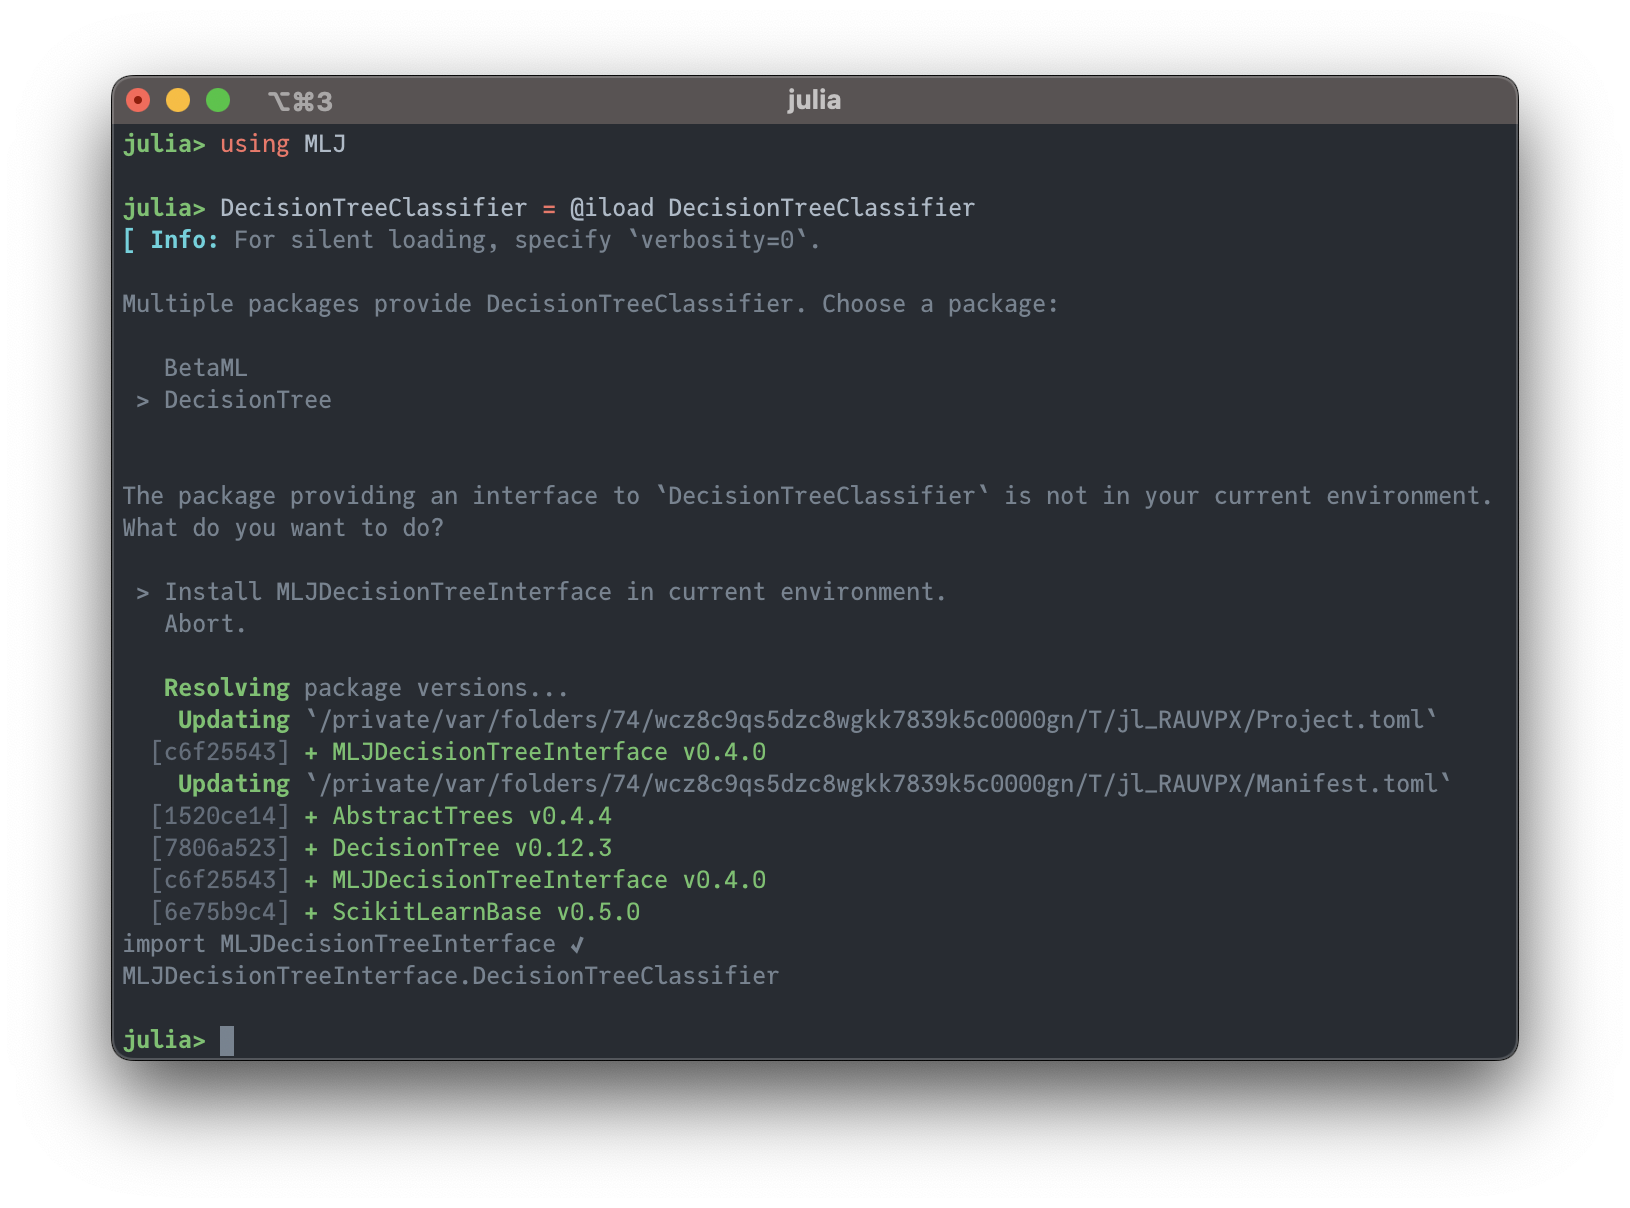 ⌥⌘3 julia
julia> using MLJ
julia> DecisionTreeClassifier = @iload DecisionTreeClassifier
[ Info: For silent loading, specify `verbosity=0`.
Multiple packages provide DecisionTreeClassifier. Choose a package:
BetaML
> DecisionTree
The package providing an interface to `DecisionTreeClassifier` is not in your current environment.
What do you want to do?
> Install MLJDecisionTreeInterface in current environment.
Abort.
Resolving package versions...
Updating `/private/var/folders/74/wcz8c9qs5dzc8wgkk7839k5c0000gn/T/jl_RAUVPX/Project.toml`
[c6f25543] + MLJDecisionTreeInterface v0.4.0
Updating `/private/var/folders/74/wcz8c9qs5dzc8wgkk7839k5c0000gn/T/jl_RAUVPX/Manifest.toml`
[1520ce14] + AbstractTrees v0.4.4
[7806a523] + DecisionTree v0.12.3
[c6f25543] + MLJDecisionTreeInterface v0.4.0
[6e75b9c4] + ScikitLearnBase v0.5.0
import MLJDecisionTreeInterface ✓
MLJDecisionTreeInterface.DecisionTreeClassifier
julia>